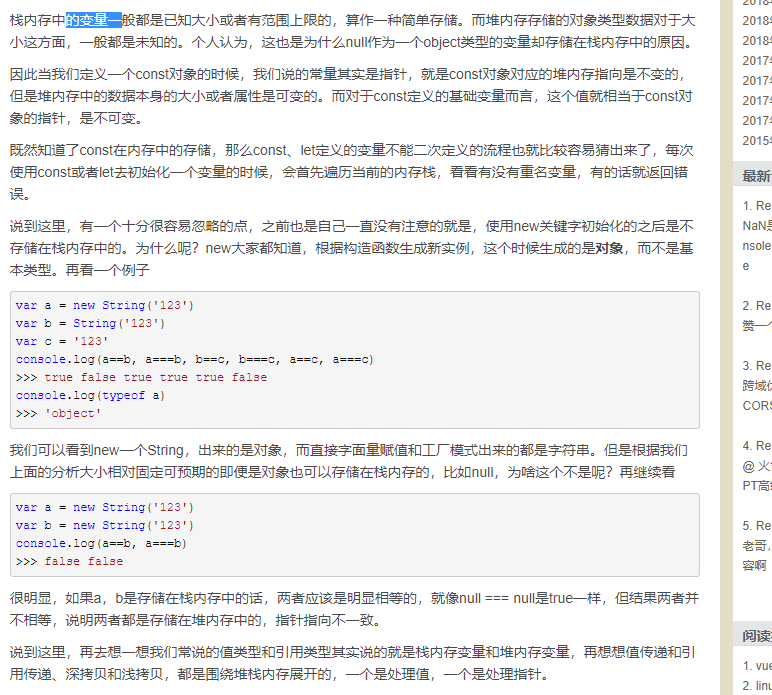 栈内存中的变量一般都是已知大小或者有范围上限的，算作一种简单存储。而堆内存存储的对象类型数据对于大
小这方面，一般都是未知的。个人认为，这也是为什么null作为一个object类型的变量却存储在栈内存中的原因。
因此当我们定义一个const对象的时候，我们说的常量其实是指针，就是const对象对应的堆内存指向是不变的，
但是堆内存中的数据本身的大小或者属性是可变的。而对于const定义的基础变量而言，这个值就相当于const对
象的指针，是不可变。
既然知道了const在内存中的存储，那么const、let定义的变量不能二次定义的流程也就比较容易猜出来了，每次
使用const或者let去初始化一个变量的时候，会首先遍历当前的内存栈，看看有没有重名变量，有的话就返回错
误。
说到这里，有一个十分很容易忽略的点，之前也是自己一直没有注意的就是，使用new关键字初始化的之后是不
存储在栈内存中的。为什么呢？new大家都知道，根据构造函数生成新实例，这个时候生成的是对象，而不是基
本类型。再看一个例子
var a = new String('123')
var b = String('123')
var c = '123'
console.log(a==b, a===b, b==c, b===c, a==c, a===c)
>>> true false true true true false
console.log(typeof a)
>>> 'object'
我们可以看到new一个String，出来的是对象，而直接字面量赋值和工厂模式出来的都是字符串。但是根据我们
上面的分析大小相对固定可预期的即便是对象也可以存储在栈内存的，比如null，为啥这个不是呢？再继续看
var a = new String('123')
var b = new String('123')
console.log(a==b, a===b)
>>> false false
很明显，如果a，b是存储在栈内存中的话，两者应该是明显相等的，就像null === null是true一样，但结果两者并
不相等，说明两者都是存储在堆内存中的，指针指向不一致。
说到这里，再去想一想我们常说的值类型和引用类型其实说的就是栈内存变量和堆内存变量，再想想值传递和引
用传递、深拷贝和浅拷贝，都是围绕堆栈内存展开的，一个是处理值，一个是处理指针。
2018
2018
2017
2017
2017
2017
2015
最新
1. Re
NaN是
nsole
e
2. Re
赞一个
3. Re
跨域
CORS
4. Re
@ 火
PT高
5. Re
老哥，
容啊
阅读
1. vue
2. linu